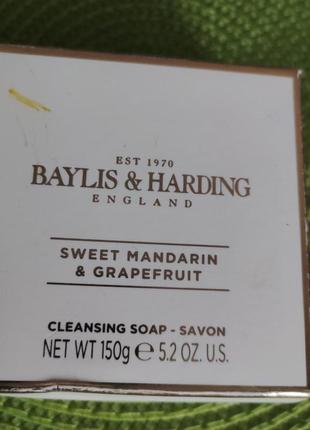 EST 1970
BAYLIS & HARDING
ENGLAND
SWEET MANDARIN
& GRAPEFRUIT
CLEANSING SOAP - SAVON
NET WT 150g ℮ 5.2 OZ. U.S.